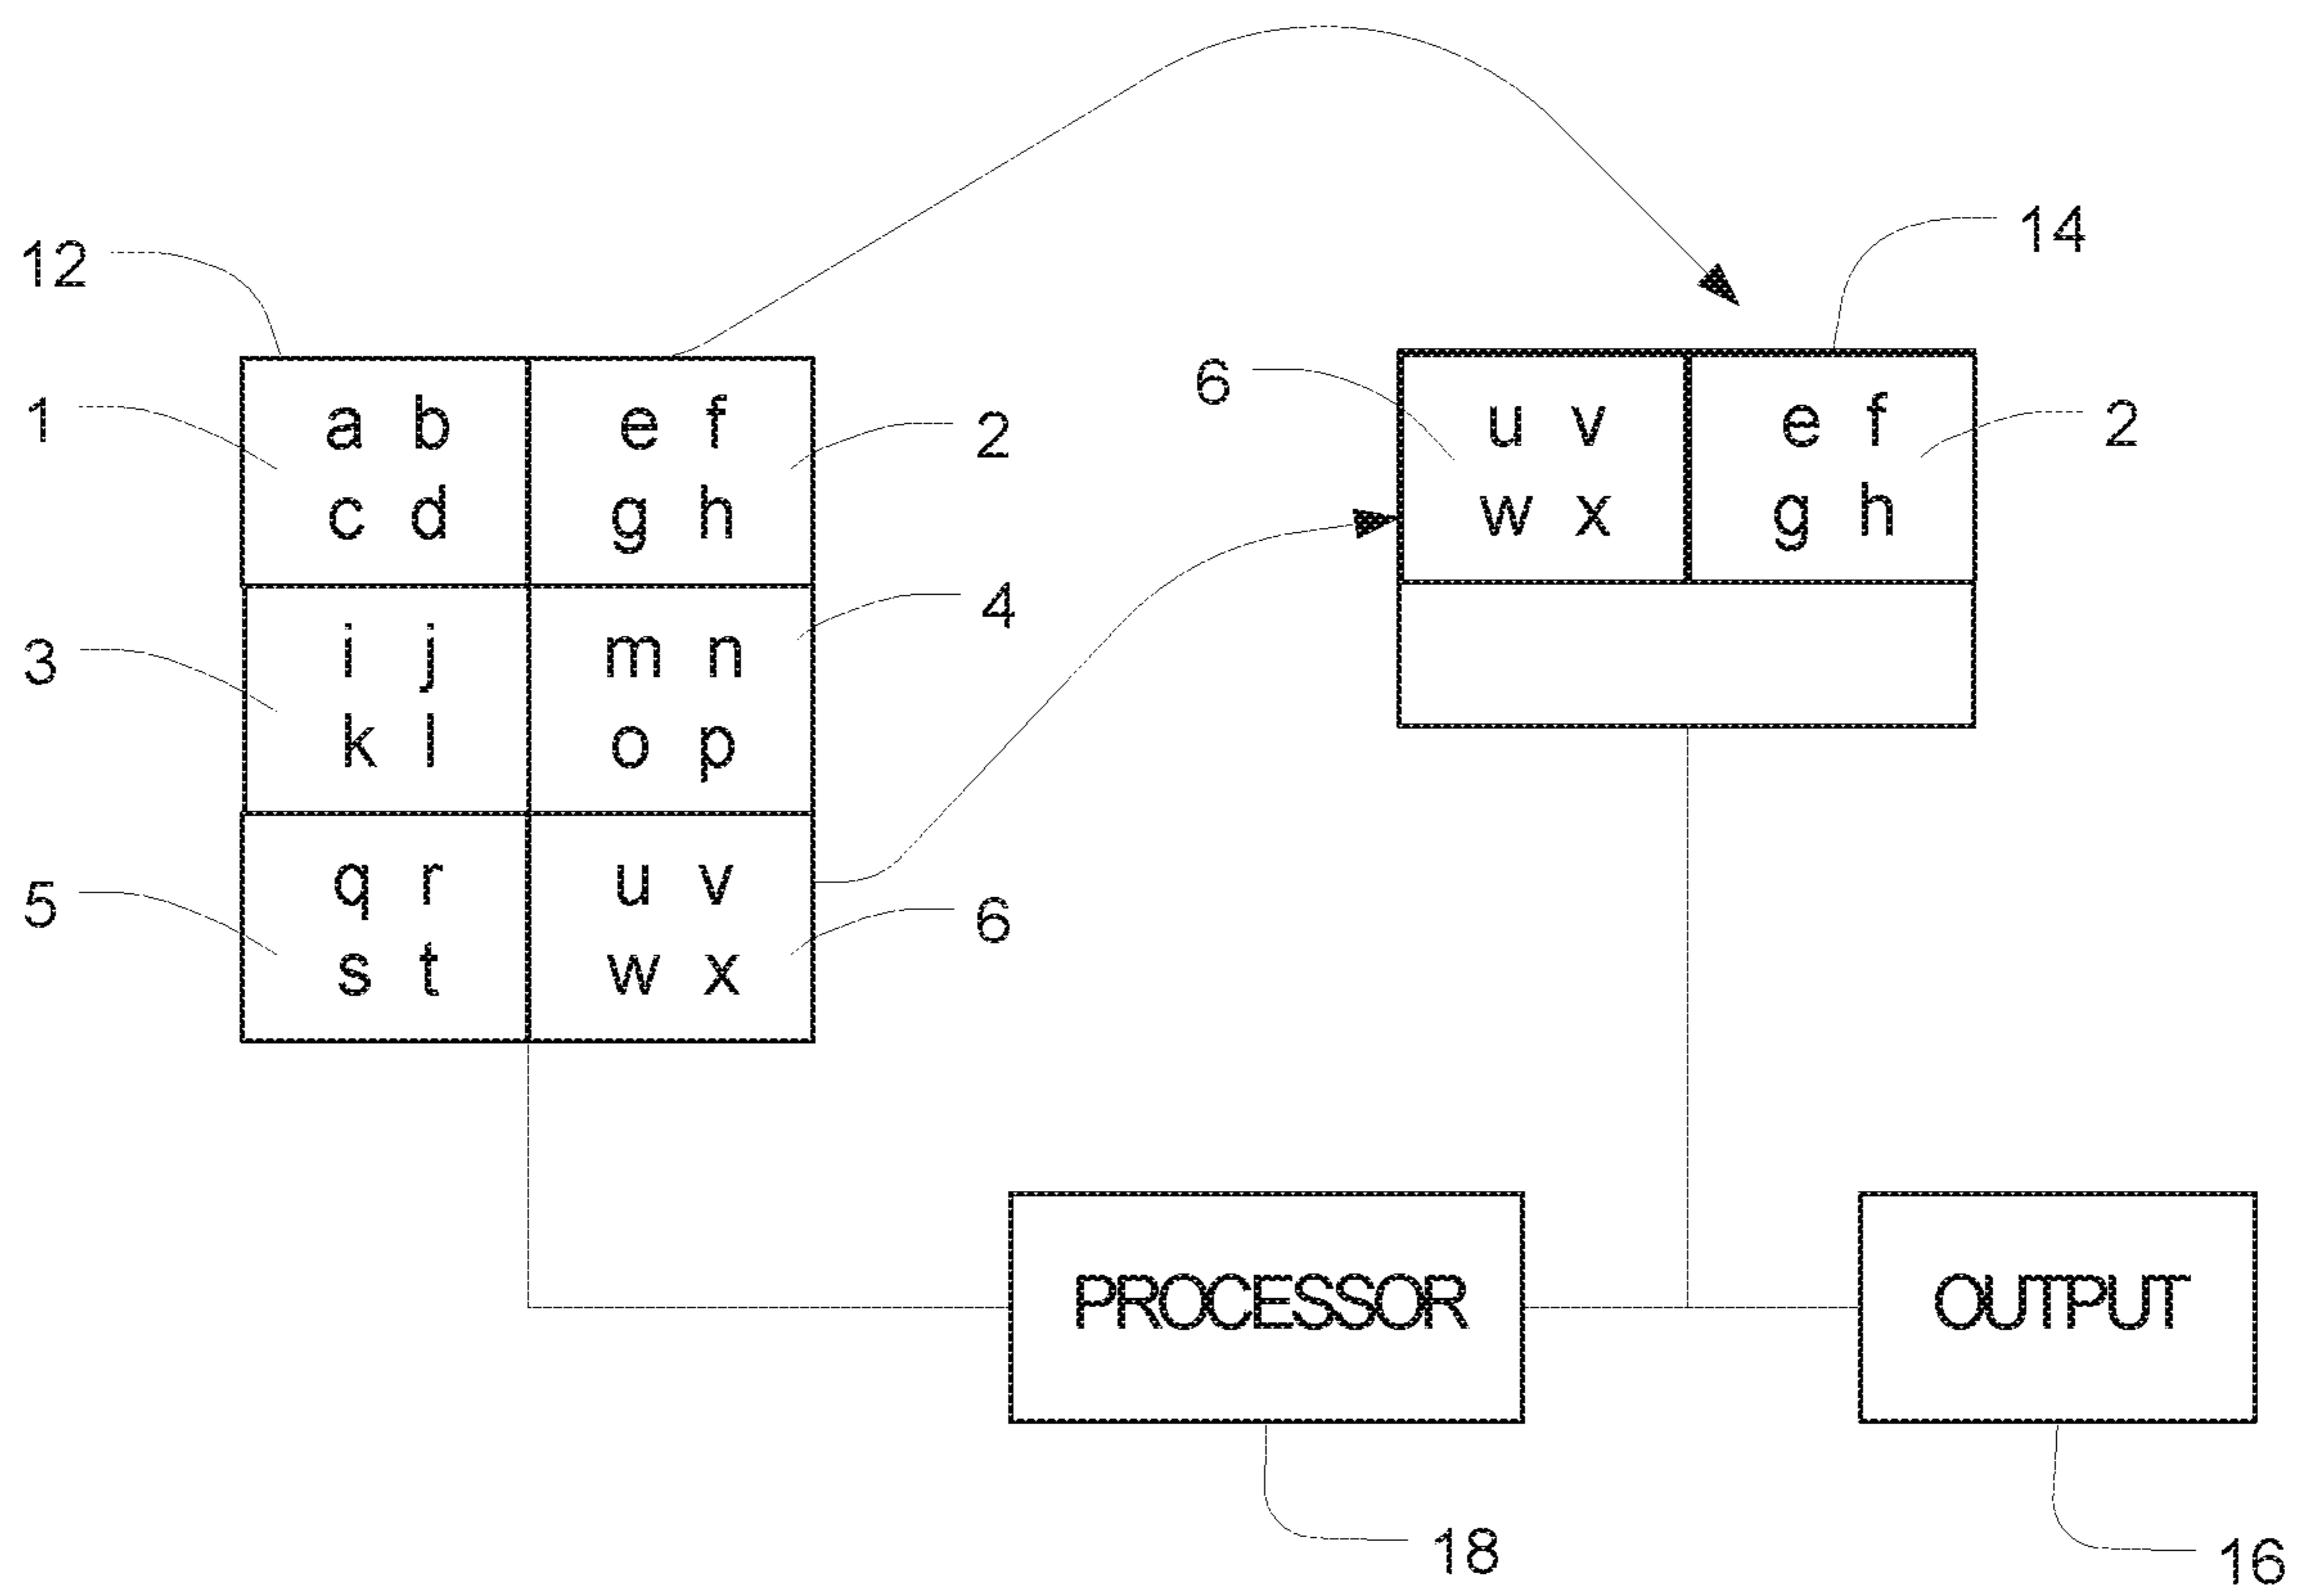 14
12
6
1
a b
e f
2
u v
e f
2
c d
g h
w x
g h
4
3
i j
m n
k l
o p
5
q r
u v
6
s t
w x
PROCESSOR
OUTPUT
18
16